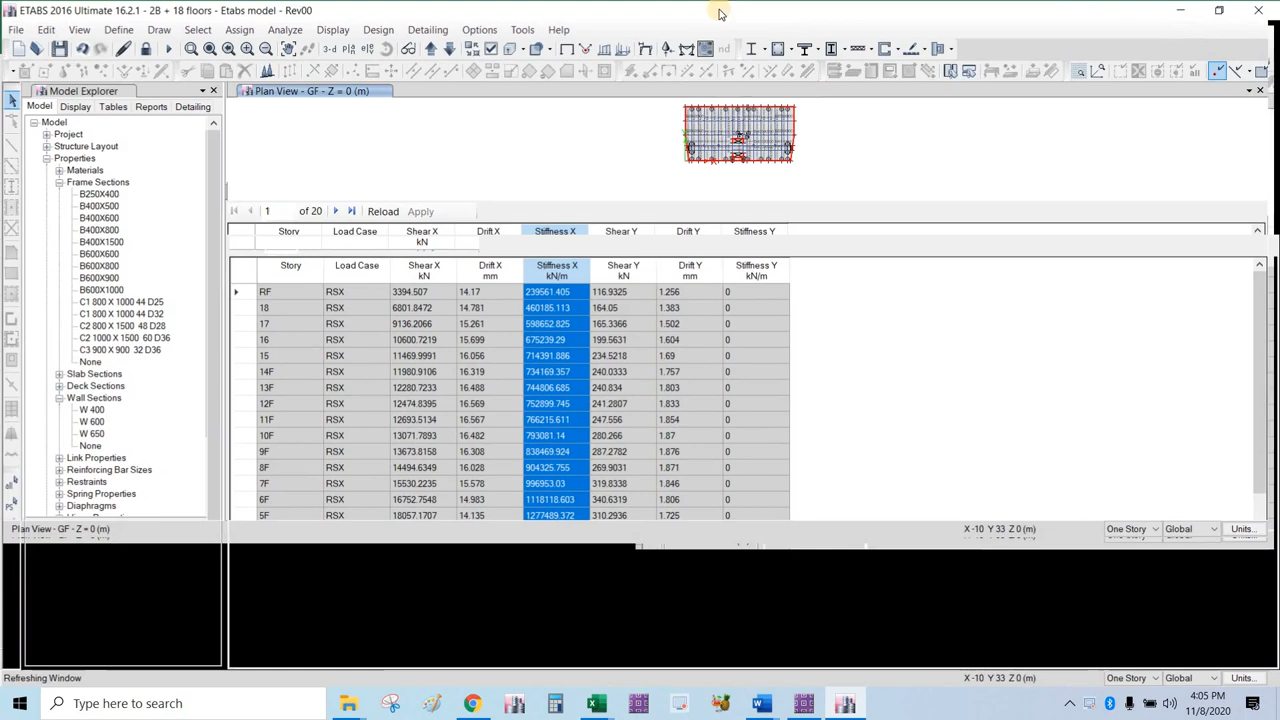 ETABS 2016 Ultimate 16.2.1 - 2B + 18 floors - Etabs model - Rev00
File Edit View Define Draw Select Assign Analyze Display Design Detailing Options Tools Help
3-d nd
Model Explorer
Plan View - GF - Z = 0 (m)
Model Display Tables Reports Detailing
Model
Project
Structure Layout
Properties
Materials
Frame Sections
B250X400
B400X500
B400X600
B400X800
B400X1500
B600X600
B600X800
B600X900
B600X1000
C1 800 X 1000 44 D25
C1 800 X 1000 44 D32
C2 800 X 1500 48 D28
C2 1000 X 1500 60 D36
C3 900 X 900 32 D36
None
Slab Sections
Deck Sections
Wall Sections
W 400
W 600
W 650
None
Link Properties
Reinforcing Bar Sizes
Restraints
Spring Properties
Diaphragms
1 of 20 Reload Apply
Story Load Case Shear X Drift X Stiffness X Shear Y Drift Y Stiffness Y
kN
Story Load Case Shear X Drift X Stiffness X Shear Y Drift Y Stiffness Y
kN mm kN/m kN mm kN/m
RF RSX 3394.507 14.17 239561.405 116.9325 1.256 0
18 RSX 6801.8472 14.781 460185.113 164.05 1.383 0
17 RSX 9136.2066 15.261 598652.825 165.3366 1.502 0
16 RSX 10600.7219 15.699 675239.29 199.5631 1.604 0
15 RSX 11469.9991 16.056 714391.886 234.5218 1.69 0
14F RSX 11980.9106 16.319 734169.357 240.0333 1.757 0
13F RSX 12280.7233 16.488 744806.685 240.834 1.803 0
12F RSX 12474.8395 16.569 752899.745 241.2807 1.833 0
11F RSX 12693.5134 16.567 766215.611 247.556 1.854 0
10F RSX 13071.7893 16.482 793081.14 280.266 1.87 0
9F RSX 13673.8159 16.308 838469.924 287.2782 1.876 0
8F RSX 14494.6349 16.028 904325.755 269.9031 1.871 0
7F RSX 15530.2235 15.578 996953.03 319.8338 1.846 0
6F RSX 16752.7548 14.983 1118118.603 340.6319 1.806 0
5F RSX 18057.1707 14.135 1277489.372 310.2936 1.725 0
Plan View - GF - Z = 0 (m) X -10 Y 33 Z 0 (m) One Story Global Units...
Refreshing Window X -10 Y 33 Z 0 (m) One Story Global Units...
Type here to search
4:05 PM
11/8/2020